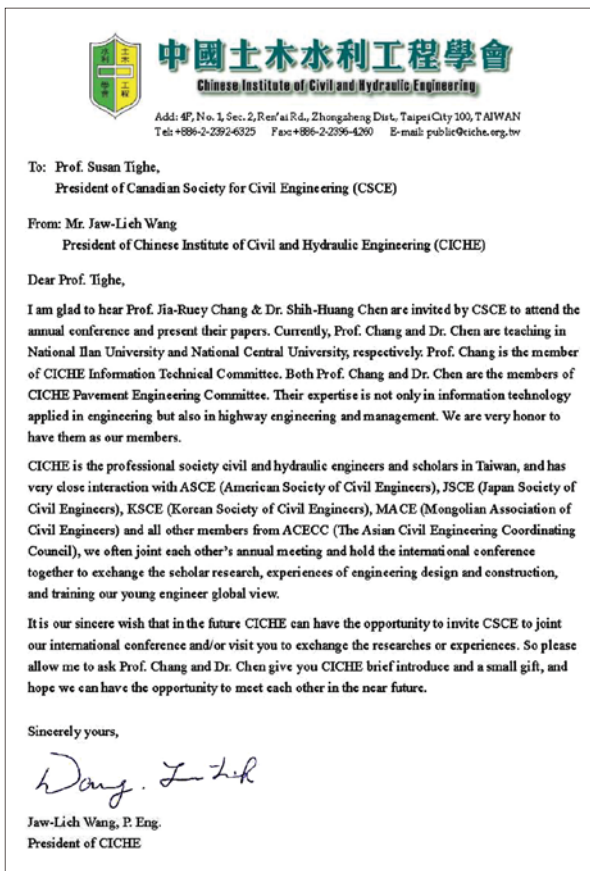 水利
土木
學會
工程
中國土木水利工程學會
Chinese Institute of Civil and Hydraulic Engineering
Add: 4F, No. 1, Sec. 2, Ren'ai Rd., Zhongzheng Dist., Taipei City 100, TAIWAN
Tel: +886-2-2392-6325 Fax: +886-2-2396-4260 E-mail: public@ciche.org.tw
To: Prof. Susan Tighe,
President of Canadian Society for Civil Engineering (CSCE)
From: Mr. Jaw-Lieh Wang
President of Chinese Institute of Civil and Hydraulic Engineering (CICHE)
Dear Prof. Tighe,
I am glad to hear Prof. Jia-Ruey Chang & Dr. Shih-Huang Chen are invited by CSCE to attend the
annual conference and present their papers. Currently, Prof. Chang and Dr. Chen are teaching in
National Ilan University and National Central University, respectively. Prof. Chang is the member
of CICHE Information Technical Committee. Both Prof. Chang and Dr. Chen are the members of
CICHE Pavement Engineering Committee. Their expertise is not only in information technology
applied in engineering but also in highway engineering and management. We are very honor to
have them as our members.
CICHE is the professional society civil and hydraulic engineers and scholars in Taiwan, and has
very close interaction with ASCE (American Society of Civil Engineers), JSCE (Japan Society of
Civil Engineers), KSCE (Korean Society of Civil Engineers), MACE (Mongolian Association of
Civil Engineers) and all other members from ACECC (The Asian Civil Engineering Coordinating
Council), we often joint each other's annual meeting and hold the international conference
together to exchange the scholar research, experiences of engineering design and construction,
and training our young engineer global view.
It is our sincere wish that in the future CICHE can have the opportunity to invite CSCE to joint
our international conference and/or visit you to exchange the researches or experiences. So please
allow me to ask Prof. Chang and Dr. Chen give you CICHE brief introduce and a small gift, and
hope we can have the opportunity to meet each other in the near future.
Sincerely yours,
Jaw-Lieh Wang, P. Eng.
President of CICHE